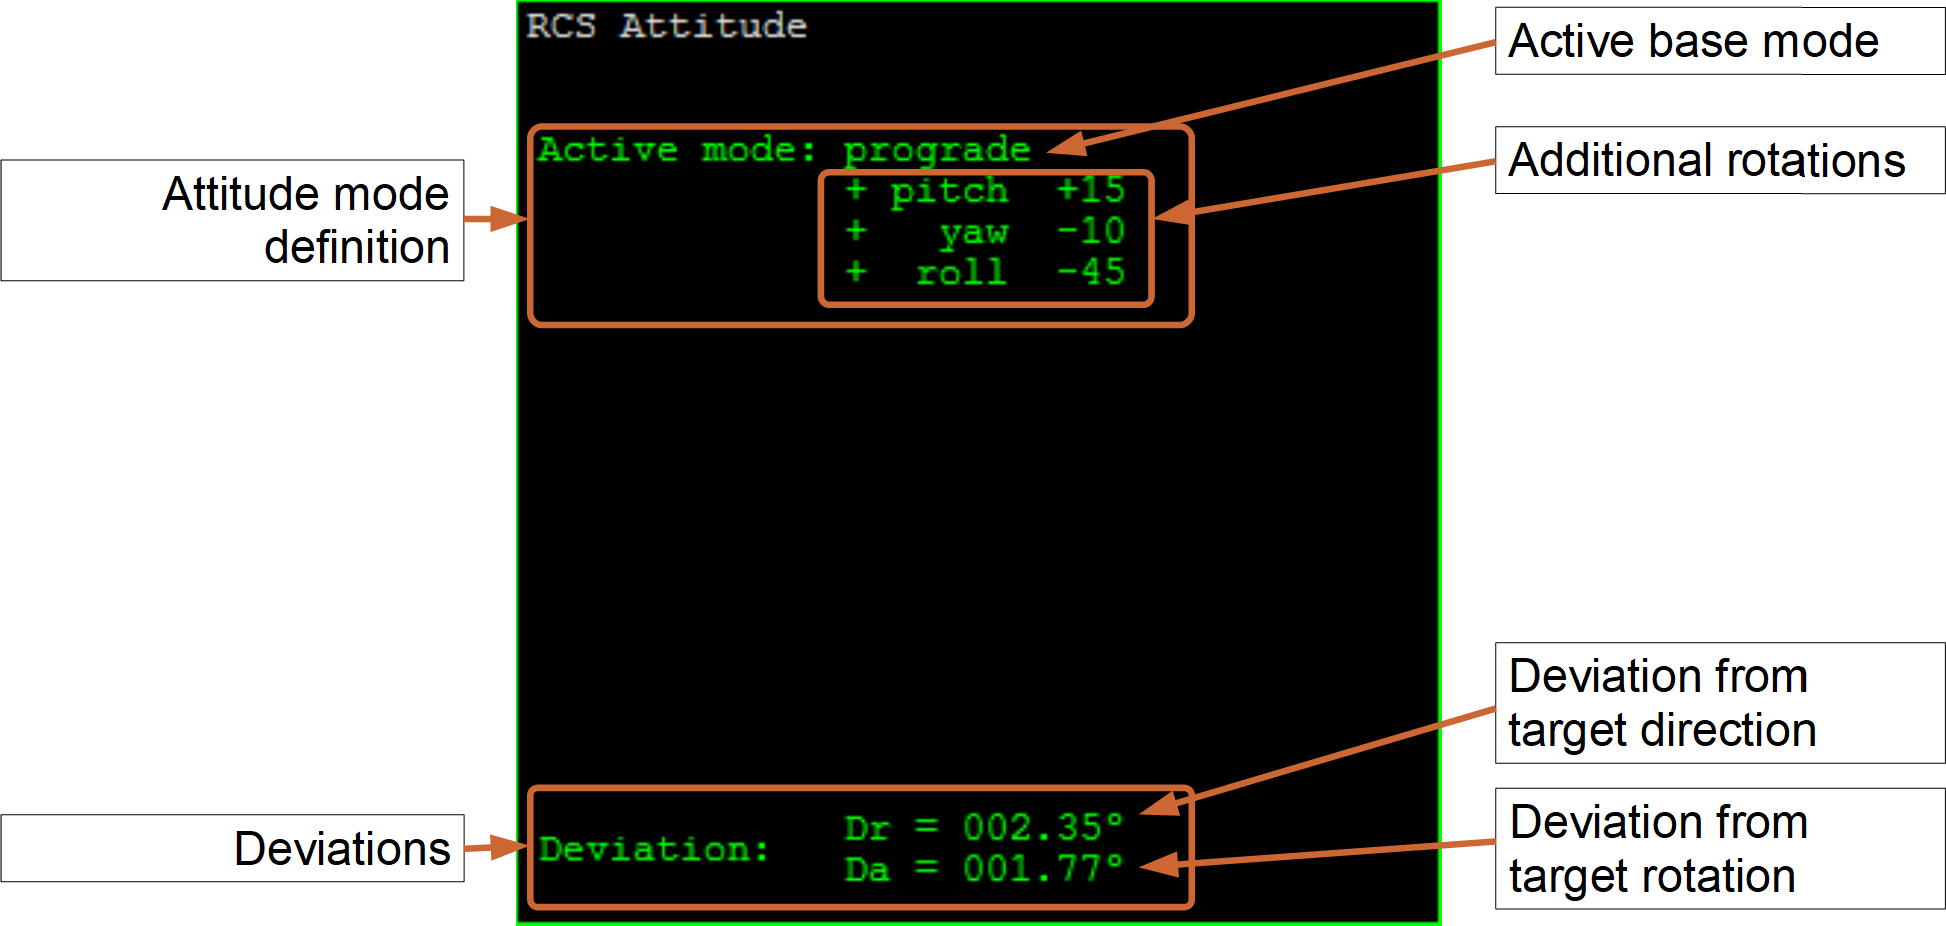 RCS Attitude
Active base mode
Active mode: prograde
Additional rotations
+ pitch +15
Attitude mode
definition
+ yaw -10
+ roll -45
Deviation from
target direction
Deviations
Deviation:
Dr = 002.35°
Da = 001.77°
Deviation from
target rotation